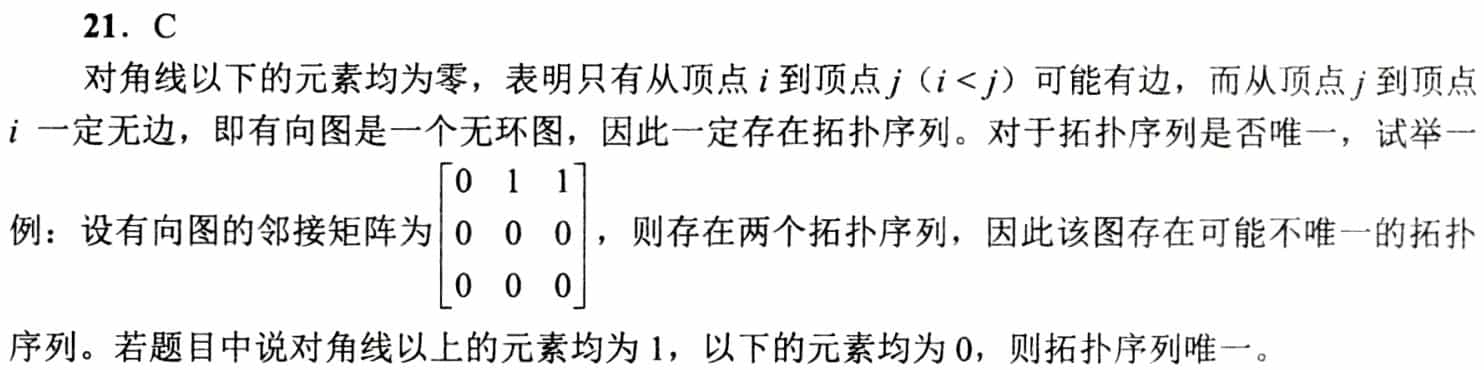 21. C
对角线以下的元素均为零，表明只有从顶点 i 到顶点 j（i < j）可能有边，而从顶点 j 到顶点
i 一定无边，即有向图是一个无环图，因此一定存在拓扑序列。对于拓扑序列是否唯一，试举一
例：设有向图的邻接矩阵为 [0 1 1; 0 0 0; 0 0 0]，则存在两个拓扑序列，因此该图存在可能不唯一的拓扑
序列。若题目中说对角线以上的元素均为 1，以下的元素均为 0，则拓扑序列唯一。